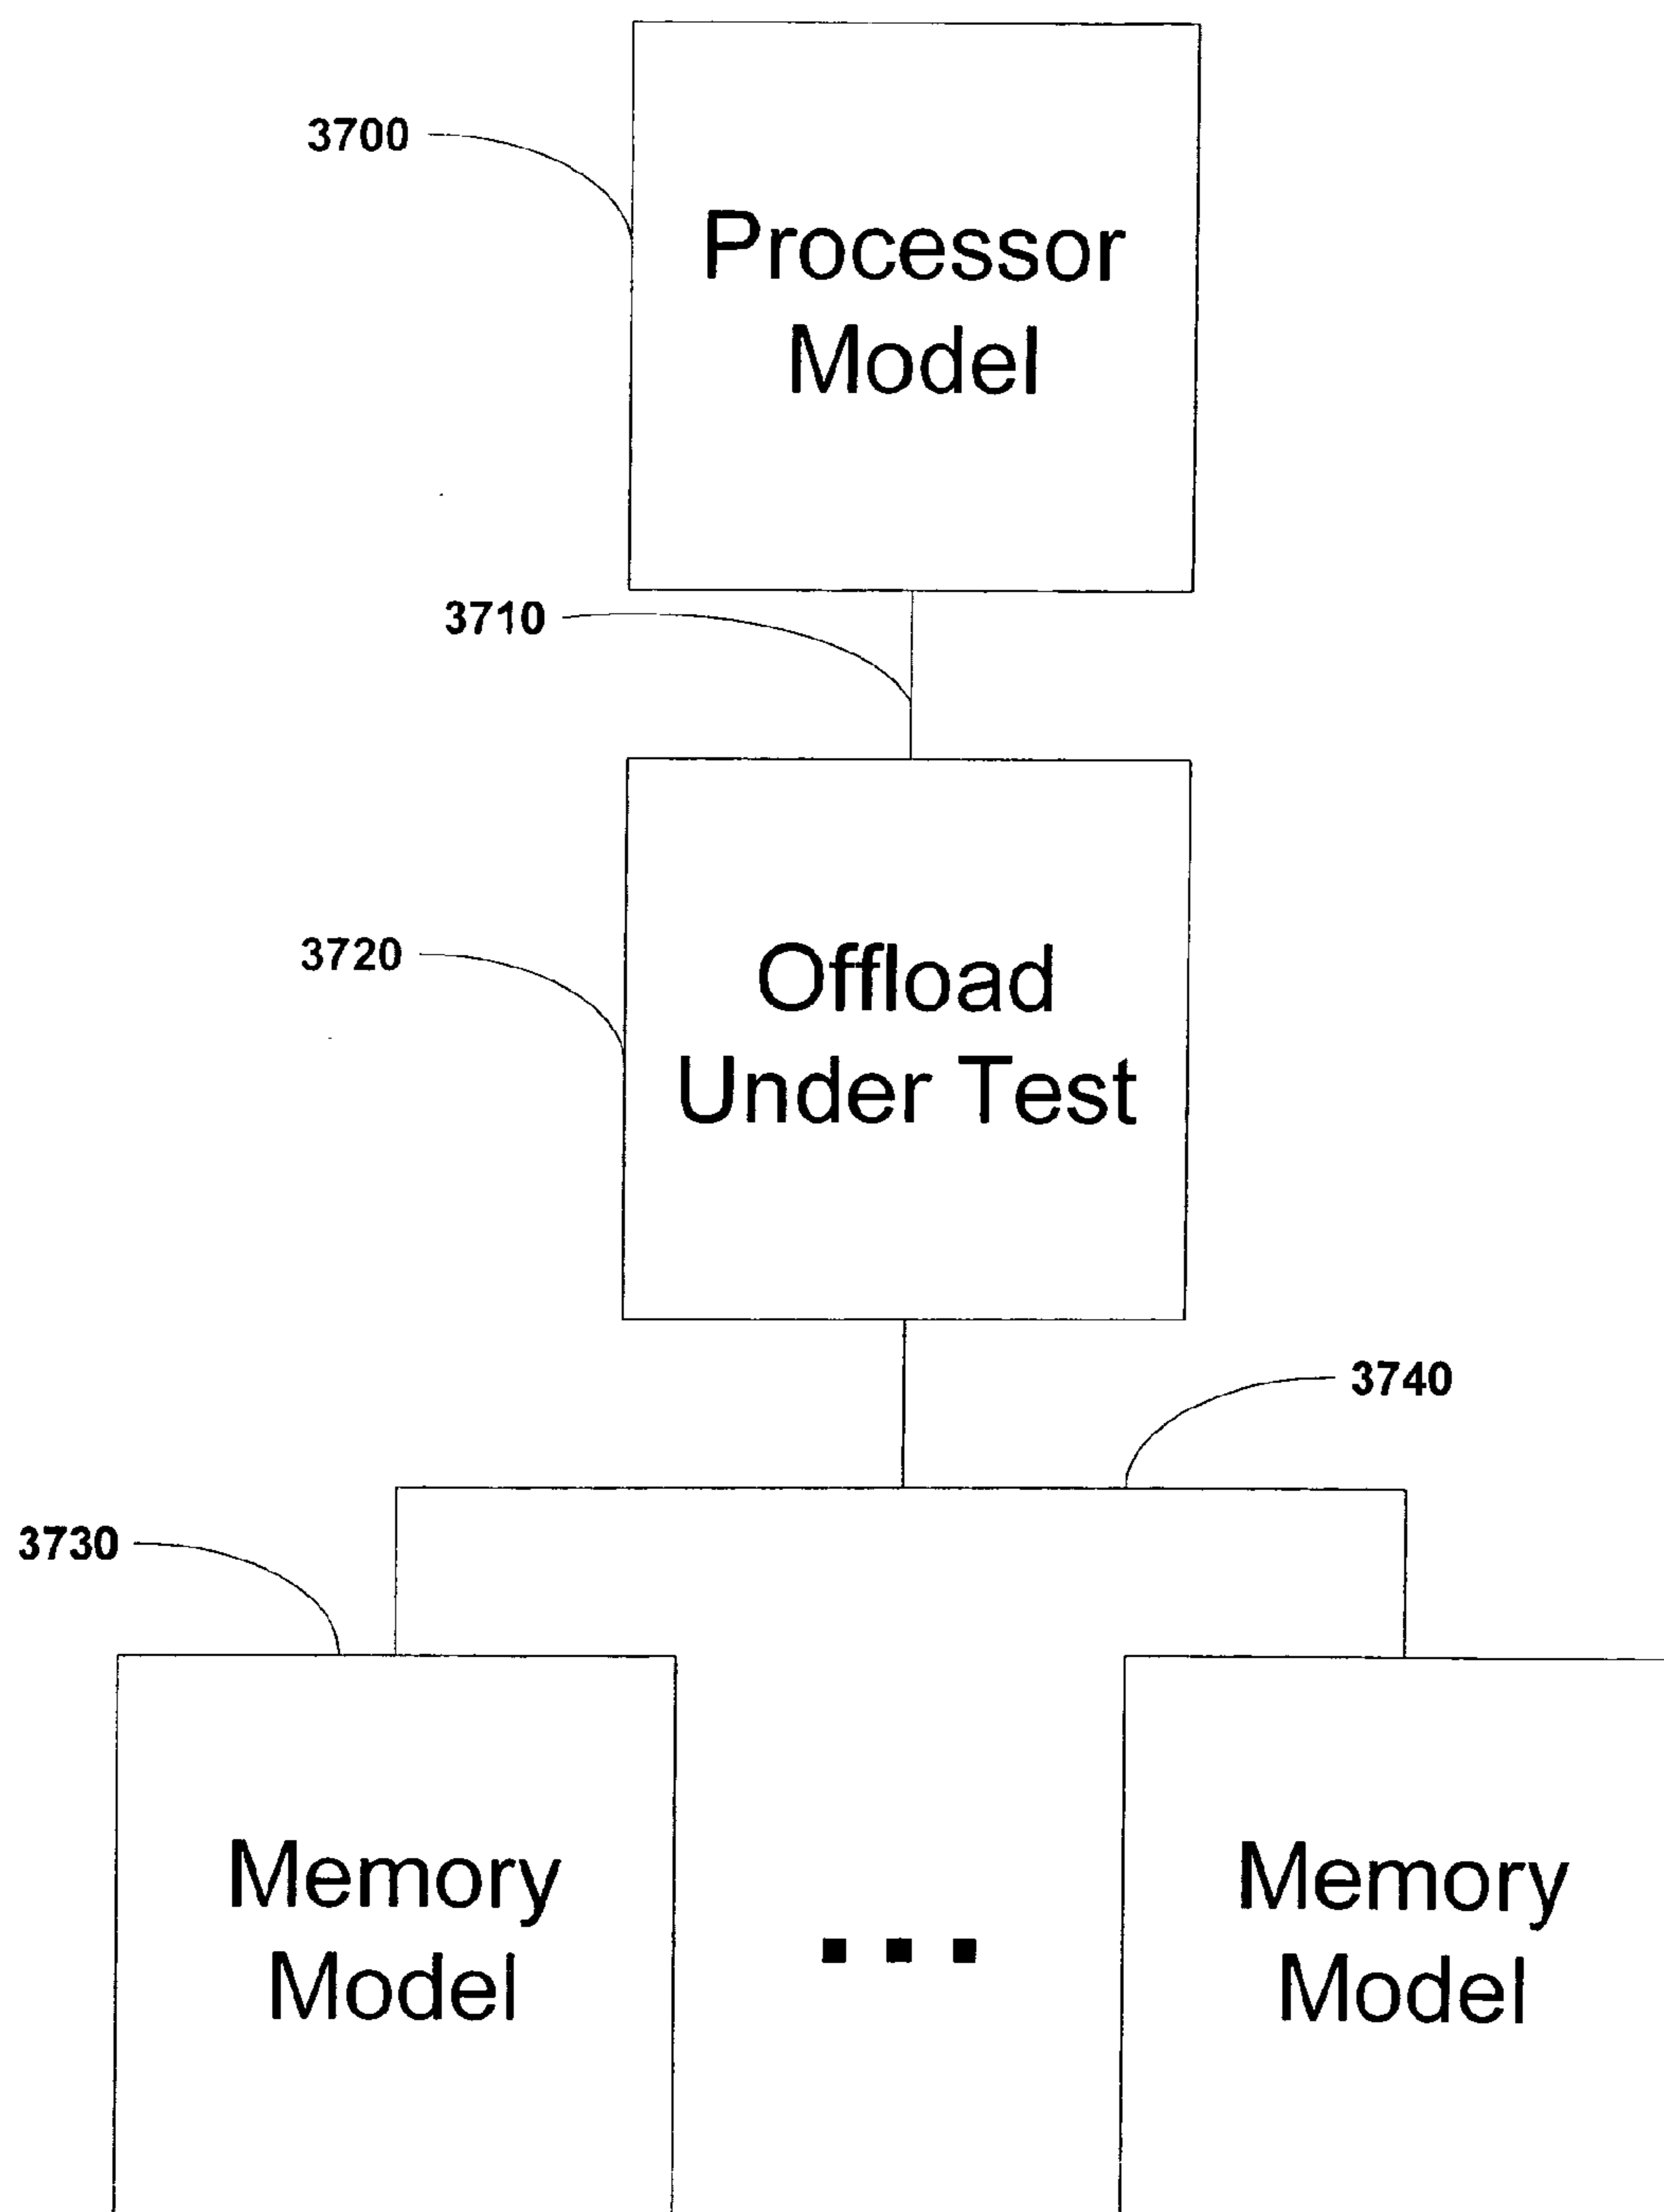 3700
Processor
Model
3710
3720
Offload
Under Test
3740
3730
Memory
Model
...
Memory
Model